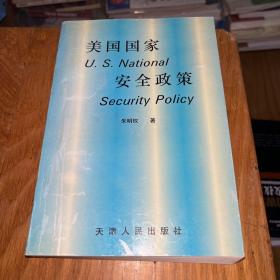 美国国家
U. S. National
安全政策
Security Policy
朱明权 著
天津人民出版社